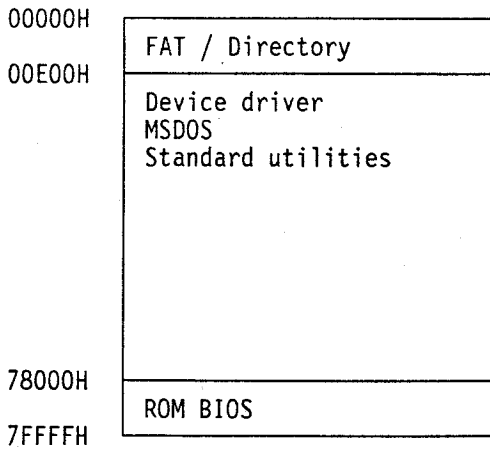 00000H
FAT / Directory
00E00H
Device driver
MSDOS
Standard utilities
78000H
ROM BIOS
7FFFFH